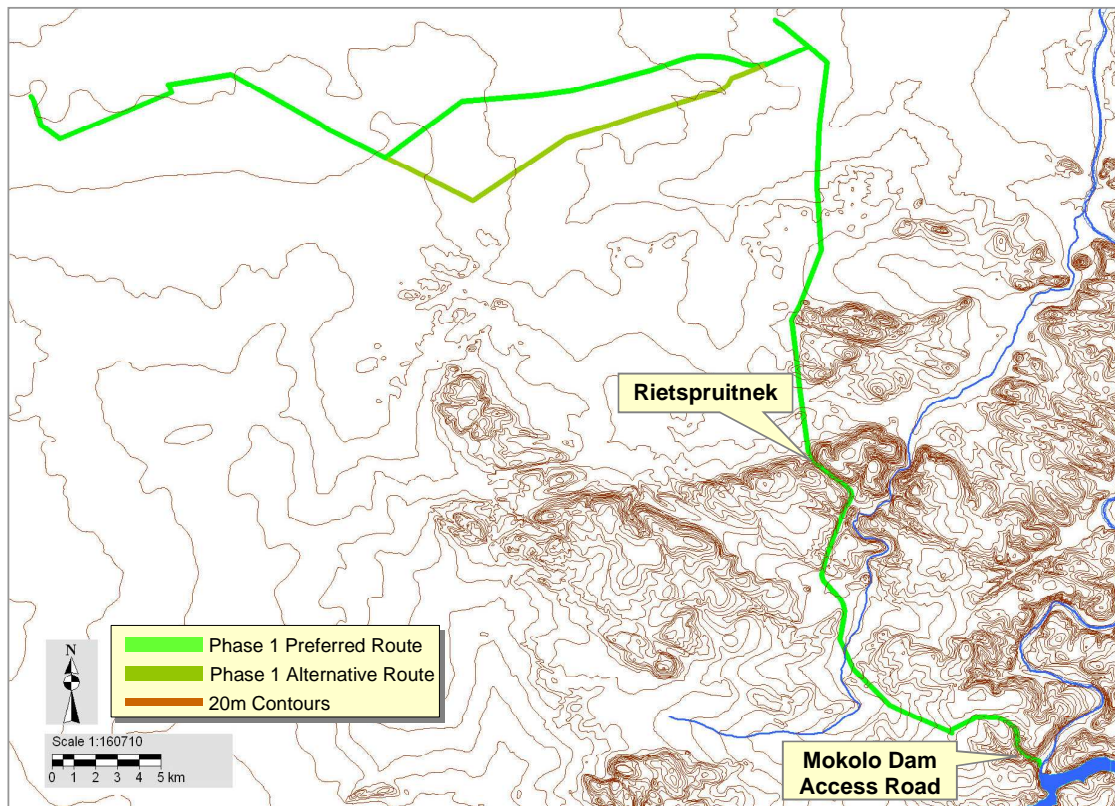 Rietspruitnek
N
Phase 1 Preferred Route
Phase 1 Alternative Route
20m Contours
Scale 1:160710
0 1 2 3 4 5 km
Mokolo Dam
Access Road